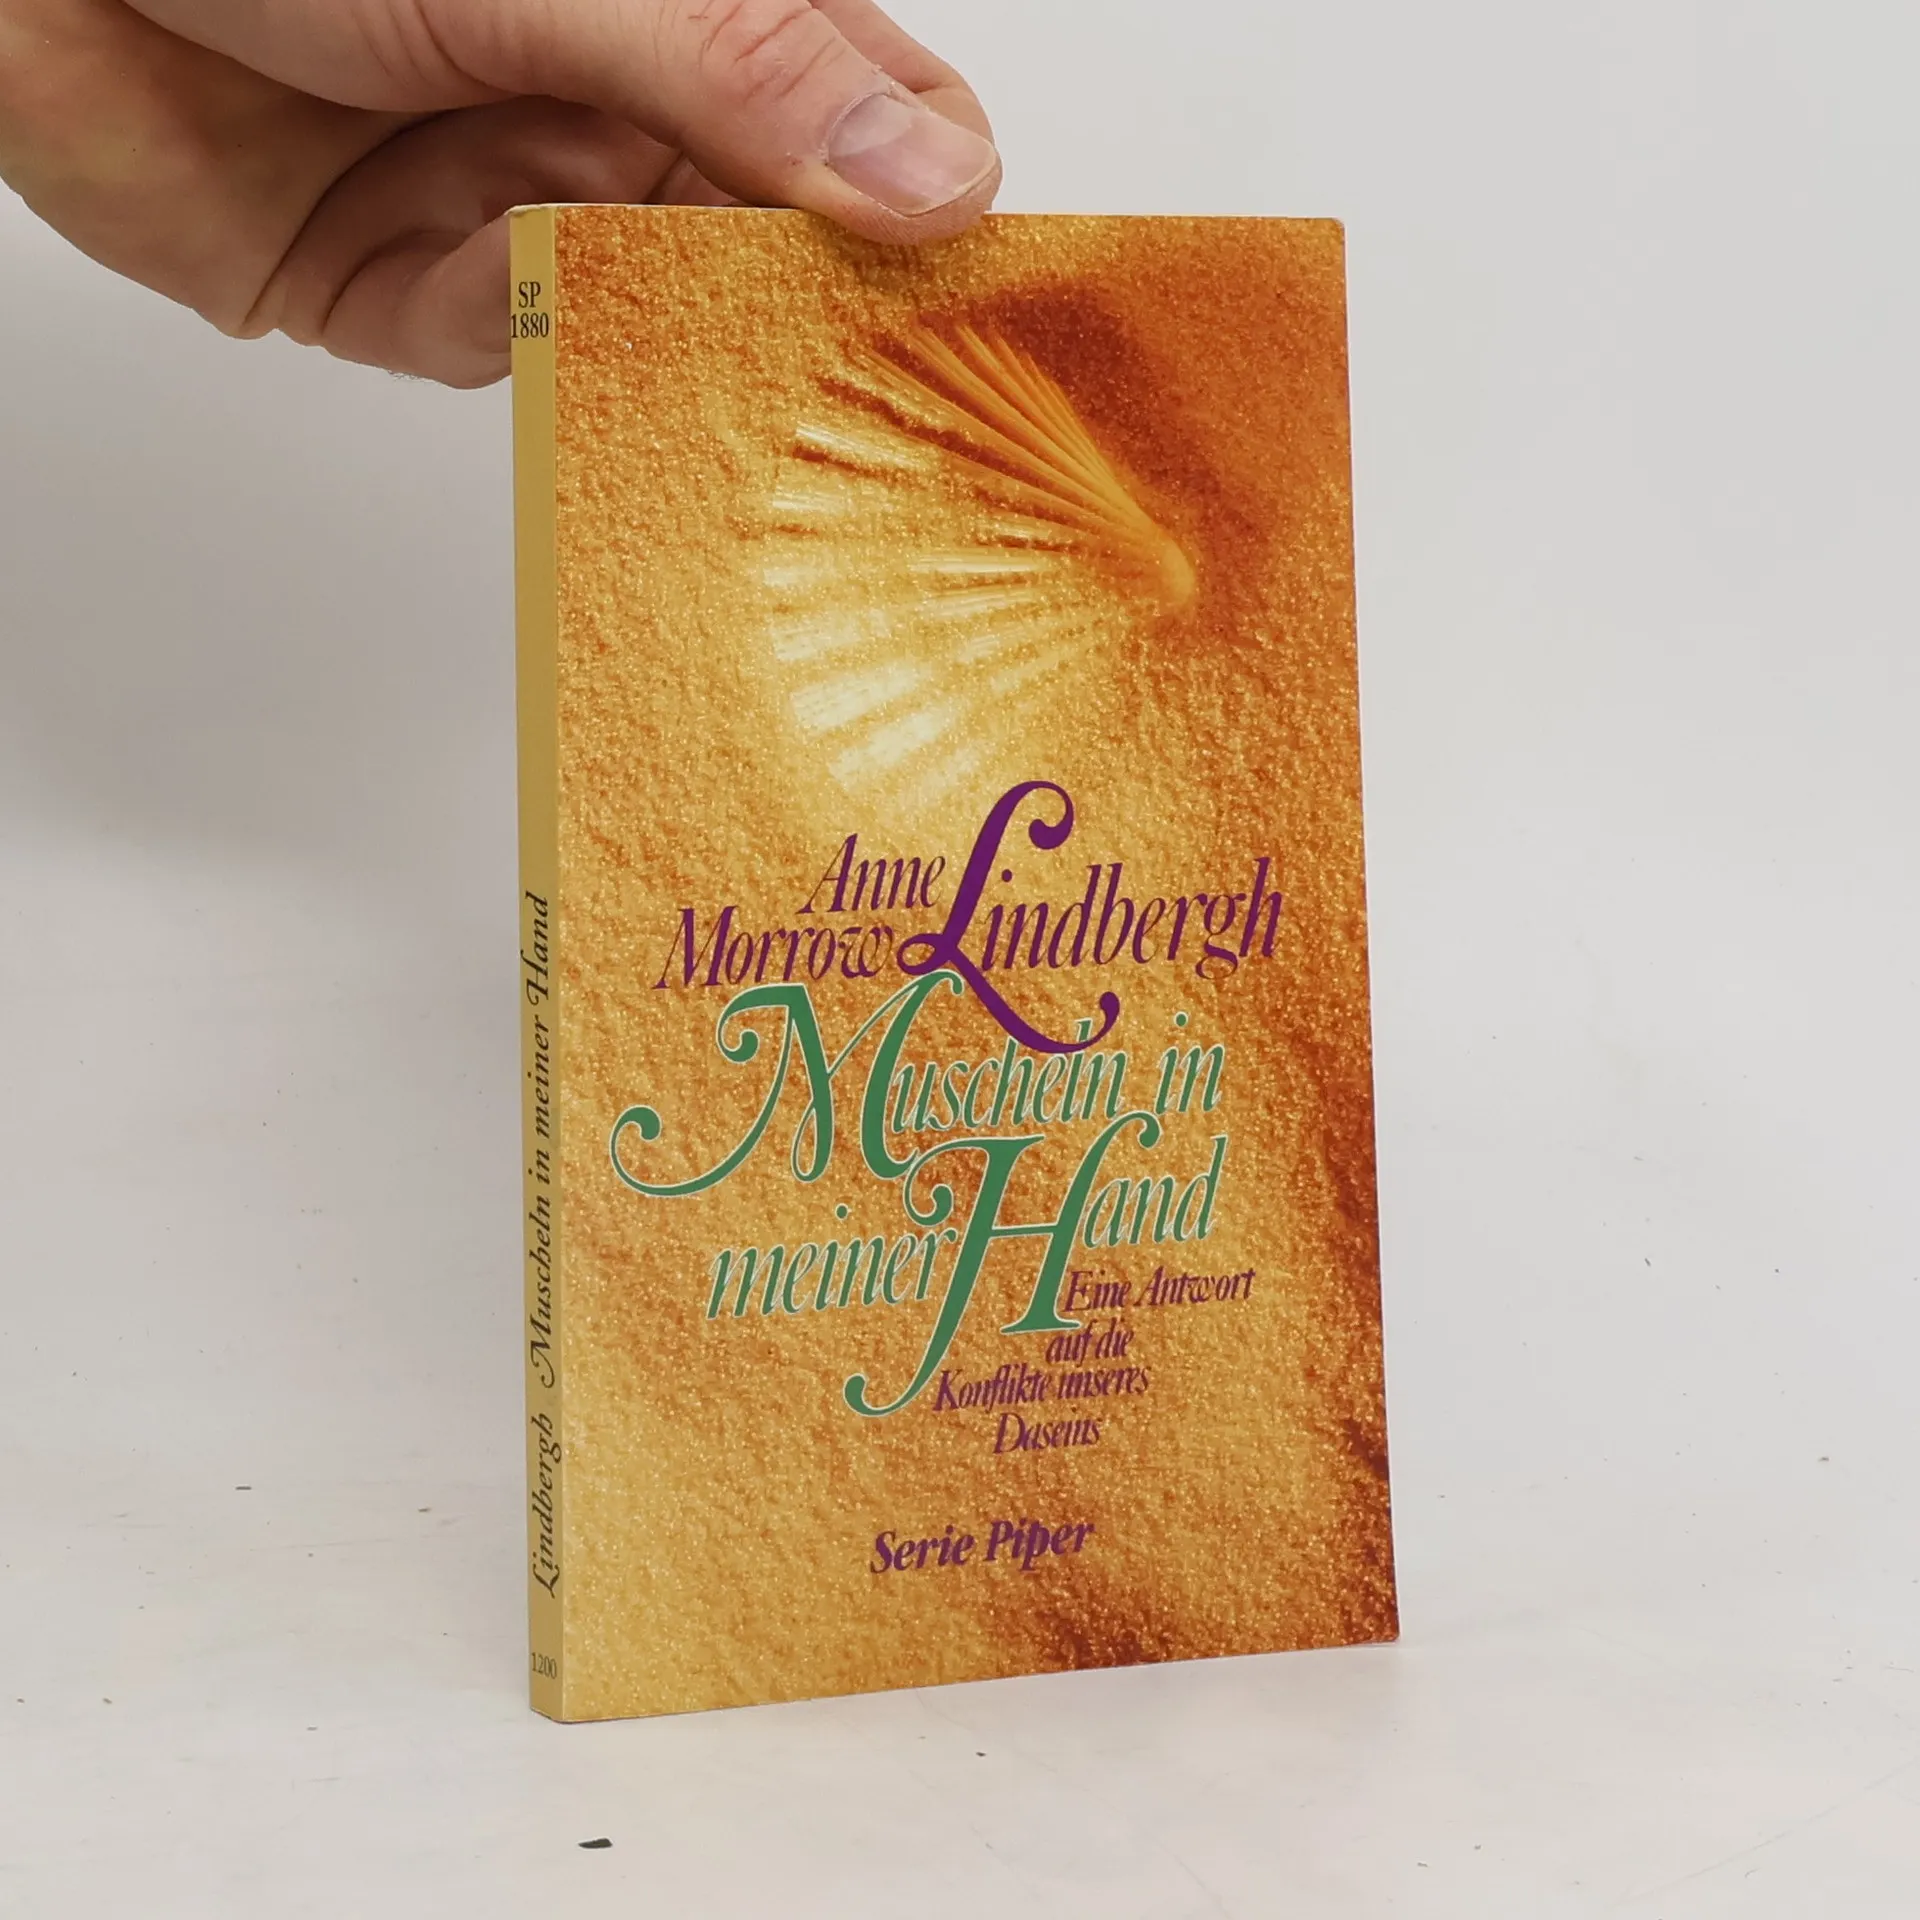 SP
1880
Lindbergh Muscheln in meiner Hand
1200
Anne
Morrow Lindbergh
Muscheln in
meiner Hand
Eine Antwort
auf die
Konflikte unseres
Daseins
Serie Piper